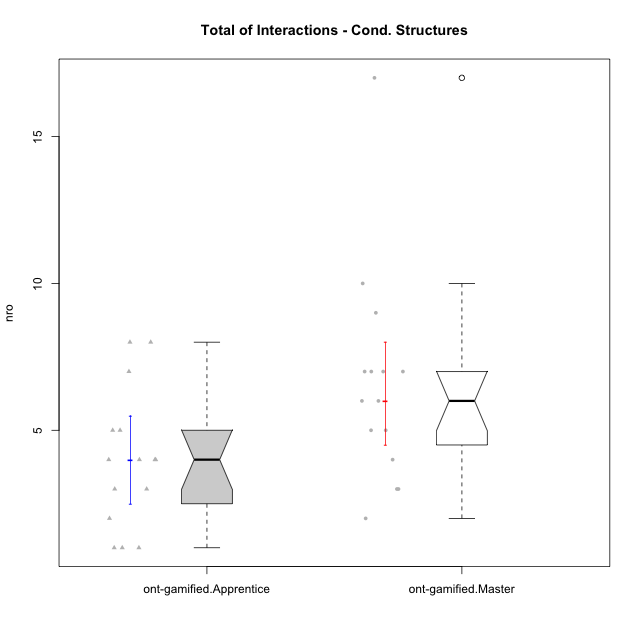 Total of Interactions - Cond. Structures
15
10
5
nro
ont-gamified.Apprentice
ont-gamified.Master